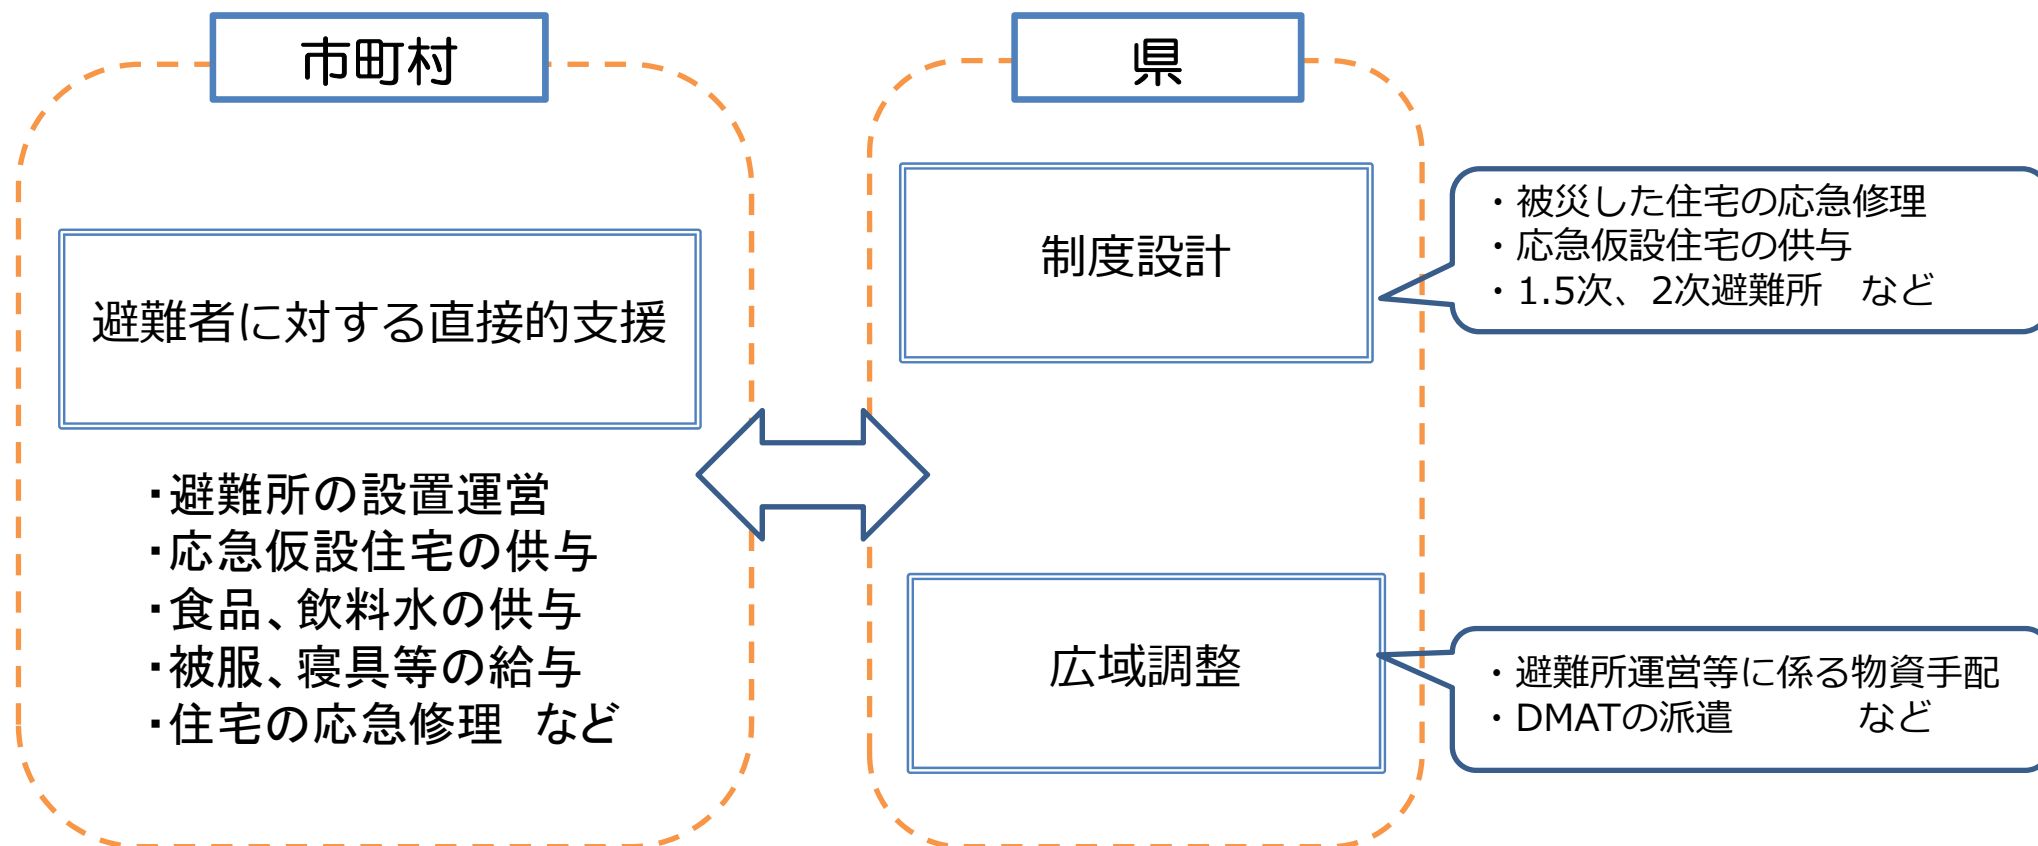 市町村
避難者に対する直接的支援
・避難所の設置運営
・応急仮設住宅の供与
・食品、飲料水の供与
・被服、寝具等の給与
・住宅の応急修理　など
県
制度設計
・被災した住宅の応急修理
・応急仮設住宅の供与
・1.5次、2次避難所　など
広域調整
・避難所運営等に係る物資手配
・DMATの派遣　　　など